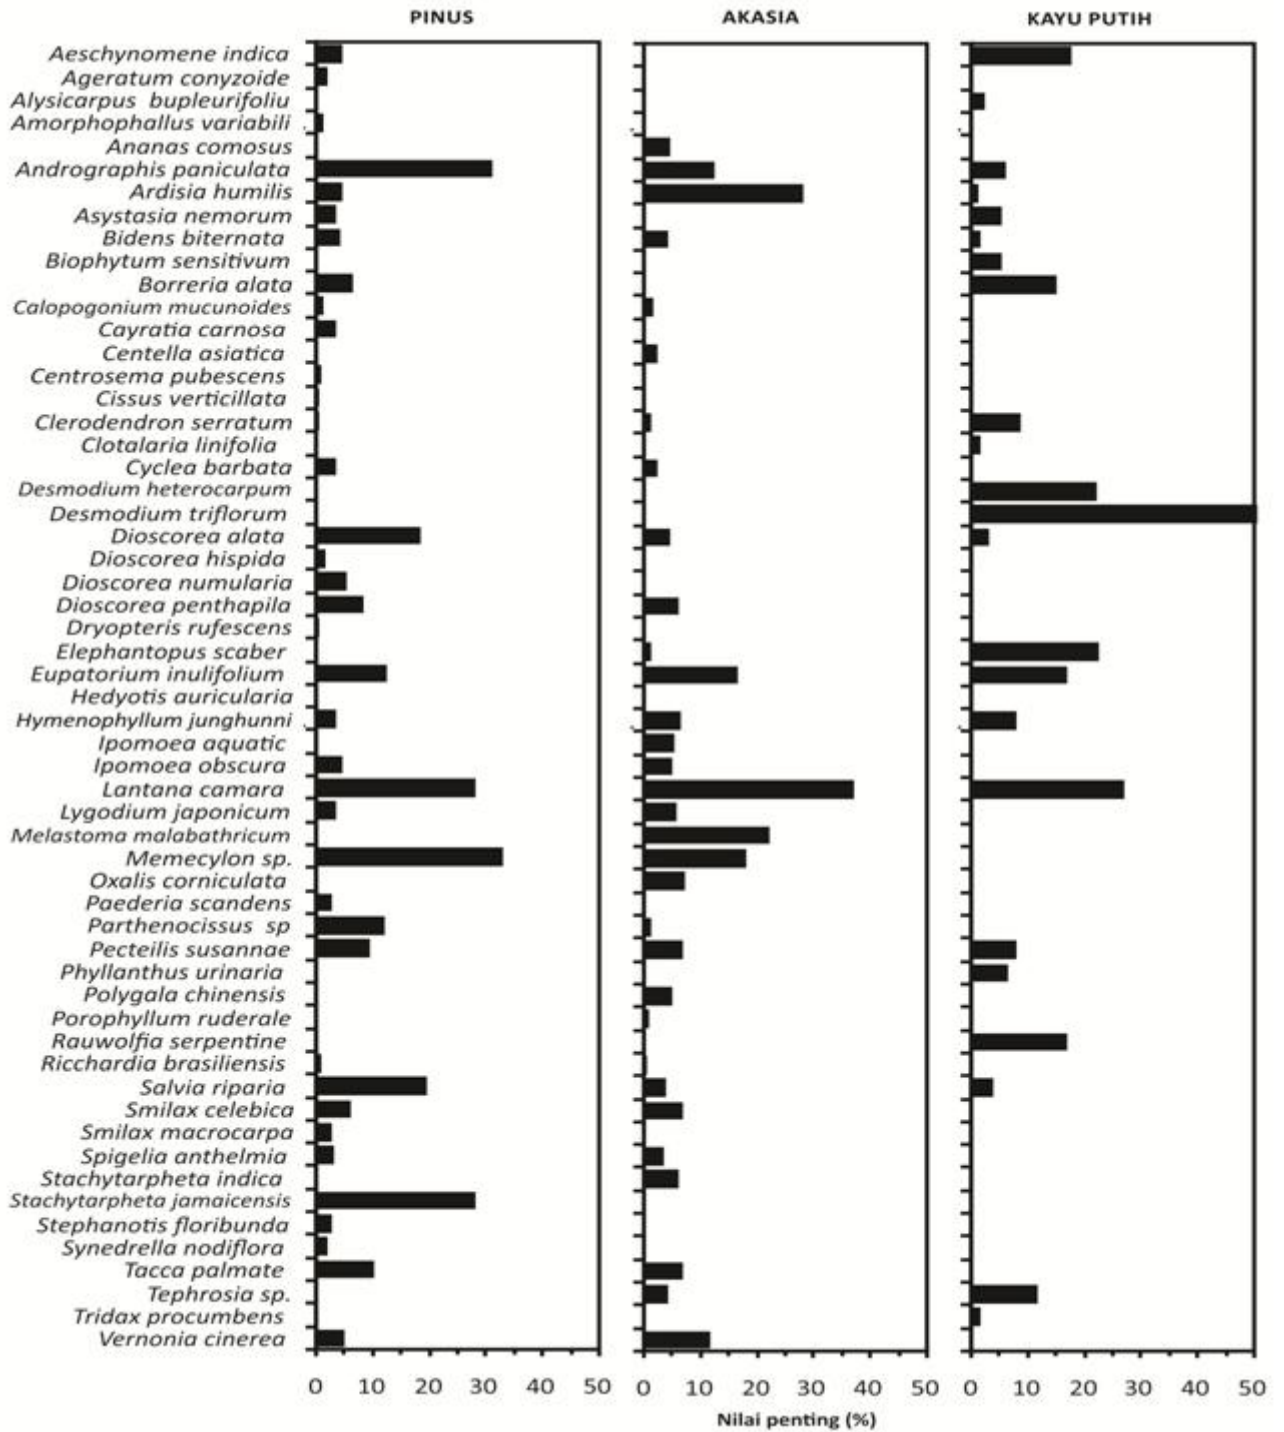 PINUS AKASIA KAYU PUTIH
Aeschynomene indica
Ageratum conyzoide
Alysicarpus bupleurifoliu
Amorphophallus variabili
Ananas comosus
Andrographis paniculata
Ardisia humilis
Asystasia nemorum
Bidens biternata
Biophytum sensitivum
Borreria alata
Calopogonium mucunoides
Cayratia carnosa
Centella asiatica
Centrosema pubescens
Cissus verticillata
Clerodendron serratum
Clotalaria linifolia
Cyclea barbata
Desmodium heterocarpum
Desmodium triflorum
Dioscorea alata
Dioscorea hispida
Dioscorea numularia
Dioscorea penthapila
Dryopteris rufescens
Elephantopus scaber
Eupatorium inulifolium
Hedyotis auricularia
Hymenophyllum junghunni
Ipomoea aquatic
Ipomoea obscura
Lantana camara
Lygodium japonicum
Melastoma malabathricum
Memecylon sp.
Oxalis corniculata
Paederia scandens
Parthenocissus sp
Pecteilis susannae
Phyllanthus urinaria
Polygala chinensis
Porophyllum ruderale
Rauwolfia serpentine
Ricchardia brasiliensis
Salvia riparia
Smilax celebica
Smilax macrocarpa
Spigelia anthelmia
Stachytarpheta indica
Stachytarpheta jamaicensis
Stephanotis floribunda
Synedrella nodiflora
Tacca palmate
Tephrosia sp.
Tridax procumbens
Vernonia cinerea
0 10 20 30 40 50 0 10 20 30 40 50 0 10 20 30 40 50
Nilai penting (%)